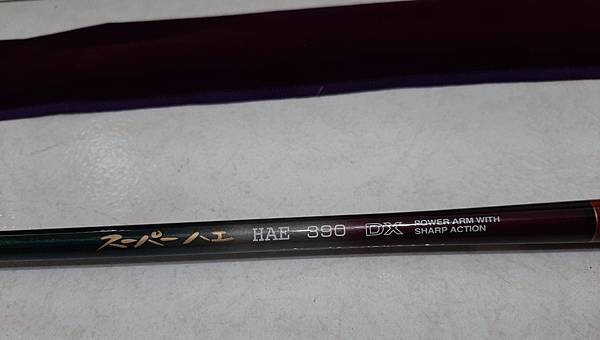 スーパーハエ HAE 390 DX POWER ARM WITH
SHARP ACTION